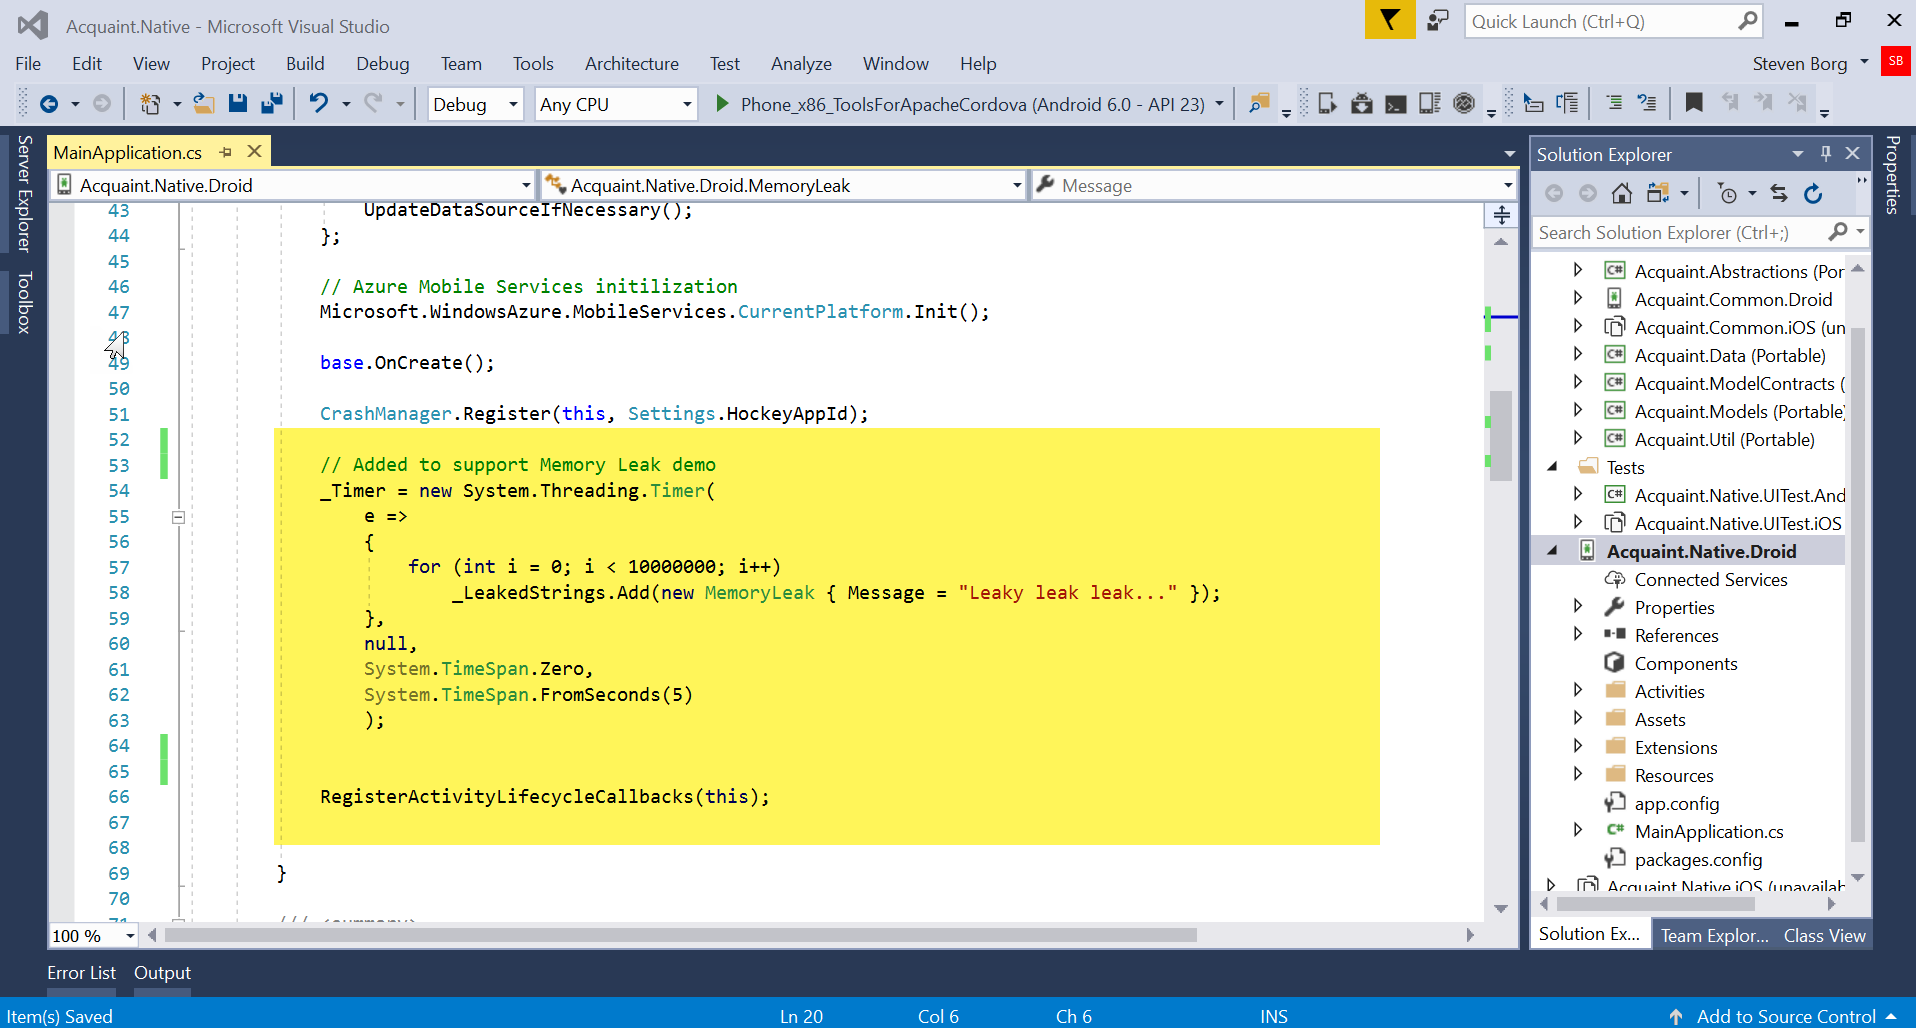 Acquaint.Native - Microsoft Visual Studio
Quick Launch (Ctrl+Q)
File Edit View Project Build Debug Team Tools Architecture Test Analyze Window Help
Steven Borg
SB
Debug
Any CPU
Phone_x86_ToolsForApacheCordova (Android 6.0 - API 23)
Server Explorer
Toolbox
MainApplication.cs
Acquaint.Native.Droid
Acquaint.Native.Droid.MemoryLeak
Message
43 UpdateDataSourceIfNecessary();
44 };
45
46 // Azure Mobile Services initilization
47 Microsoft.WindowsAzure.MobileServices.CurrentPlatform.Init();
48
49 base.OnCreate();
50
51 CrashManager.Register(this, Settings.HockeyAppId);
52
53 // Added to support Memory Leak demo
54 _Timer = new System.Threading.Timer(
55 e =>
56 {
57 for (int i = 0; i < 10000000; i++)
58 _LeakedStrings.Add(new MemoryLeak { Message = "Leaky leak leak..." });
59 },
60 null,
61 System.TimeSpan.Zero,
62 System.TimeSpan.FromSeconds(5)
63 );
64
65
66 RegisterActivityLifecycleCallbacks(this);
67
68
69 }
70
71 /// <summary>
100 %
Solution Explorer
Search Solution Explorer (Ctrl+;)
Acquaint.Abstractions (Por
Acquaint.Common.Droid
Acquaint.Common.iOS (un
Acquaint.Data (Portable)
Acquaint.ModelContracts (
Acquaint.Models (Portable)
Acquaint.Util (Portable)
Tests
Acquaint.Native.UITest.And
Acquaint.Native.UITest.iOS
Acquaint.Native.Droid
Connected Services
Properties
References
Components
Activities
Assets
Extensions
Resources
app.config
C# MainApplication.cs
packages.config
Acquaint.Native.iOS (unavailab
Solution Ex... Team Explor... Class View
Properties
Error List Output
Item(s) Saved
Ln 20 Col 6 Ch 6 INS
Add to Source Control